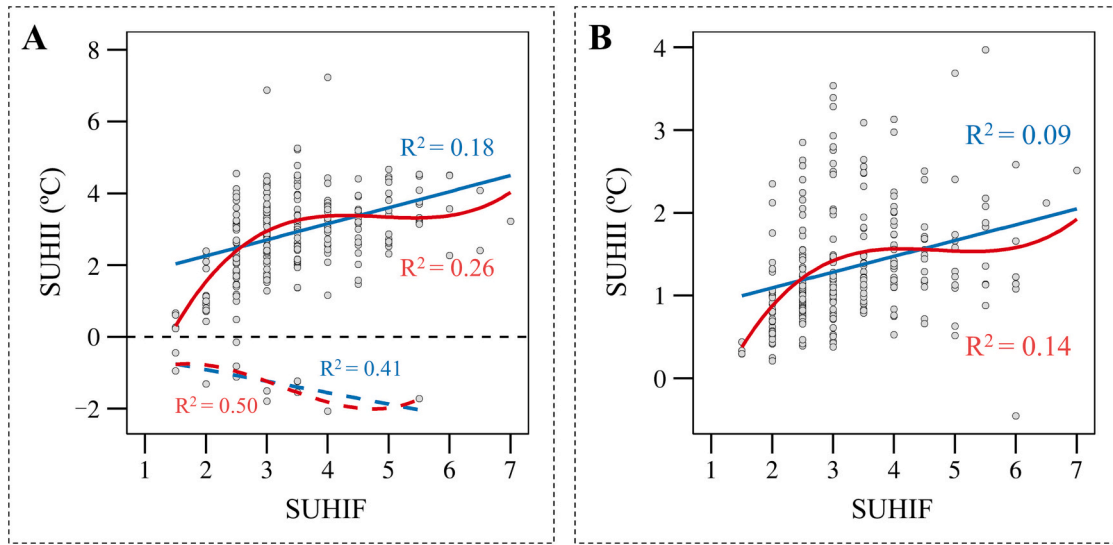 A
8
6
4
2
0
−2
SUHII (ºC)
R² = 0.18
R² = 0.26
R² = 0.41
R² = 0.50
1 2 3 4 5 6 7
SUHIF
B
4
3
2
1
0
SUHII (ºC)
R² = 0.09
R² = 0.14
1 2 3 4 5 6 7
SUHIF